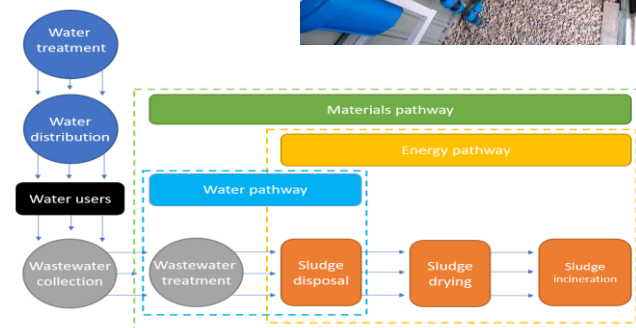 Water
treatment
Water
distribution
Water users
Wastewater
collection
Materials pathway
Energy pathway
Water pathway
Wastewater
treatment
Sludge
disposal
Sludge
drying
Sludge
incineration